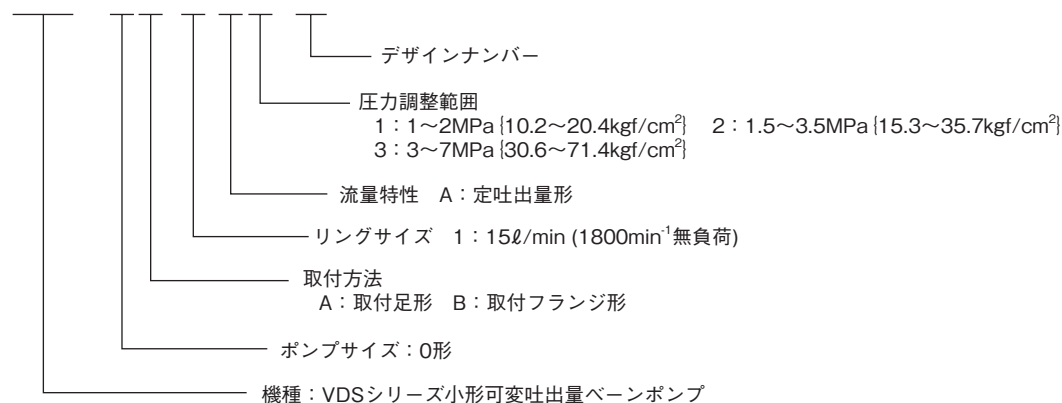 デザインナンバー
圧力調整範囲
1：1～2MPa {10.2～20.4kgf/cm²}　2：1.5～3.5MPa {15.3～35.7kgf/cm²}
3：3～7MPa {30.6～71.4kgf/cm²}
流量特性　A：定吐出量形
リングサイズ　1：15ℓ/min (1800min⁻¹無負荷)
取付方法
A：取付足形　B：取付フランジ形
ポンプサイズ：0形
機種：VDSシリーズ小形可変吐出量ベーンポンプ